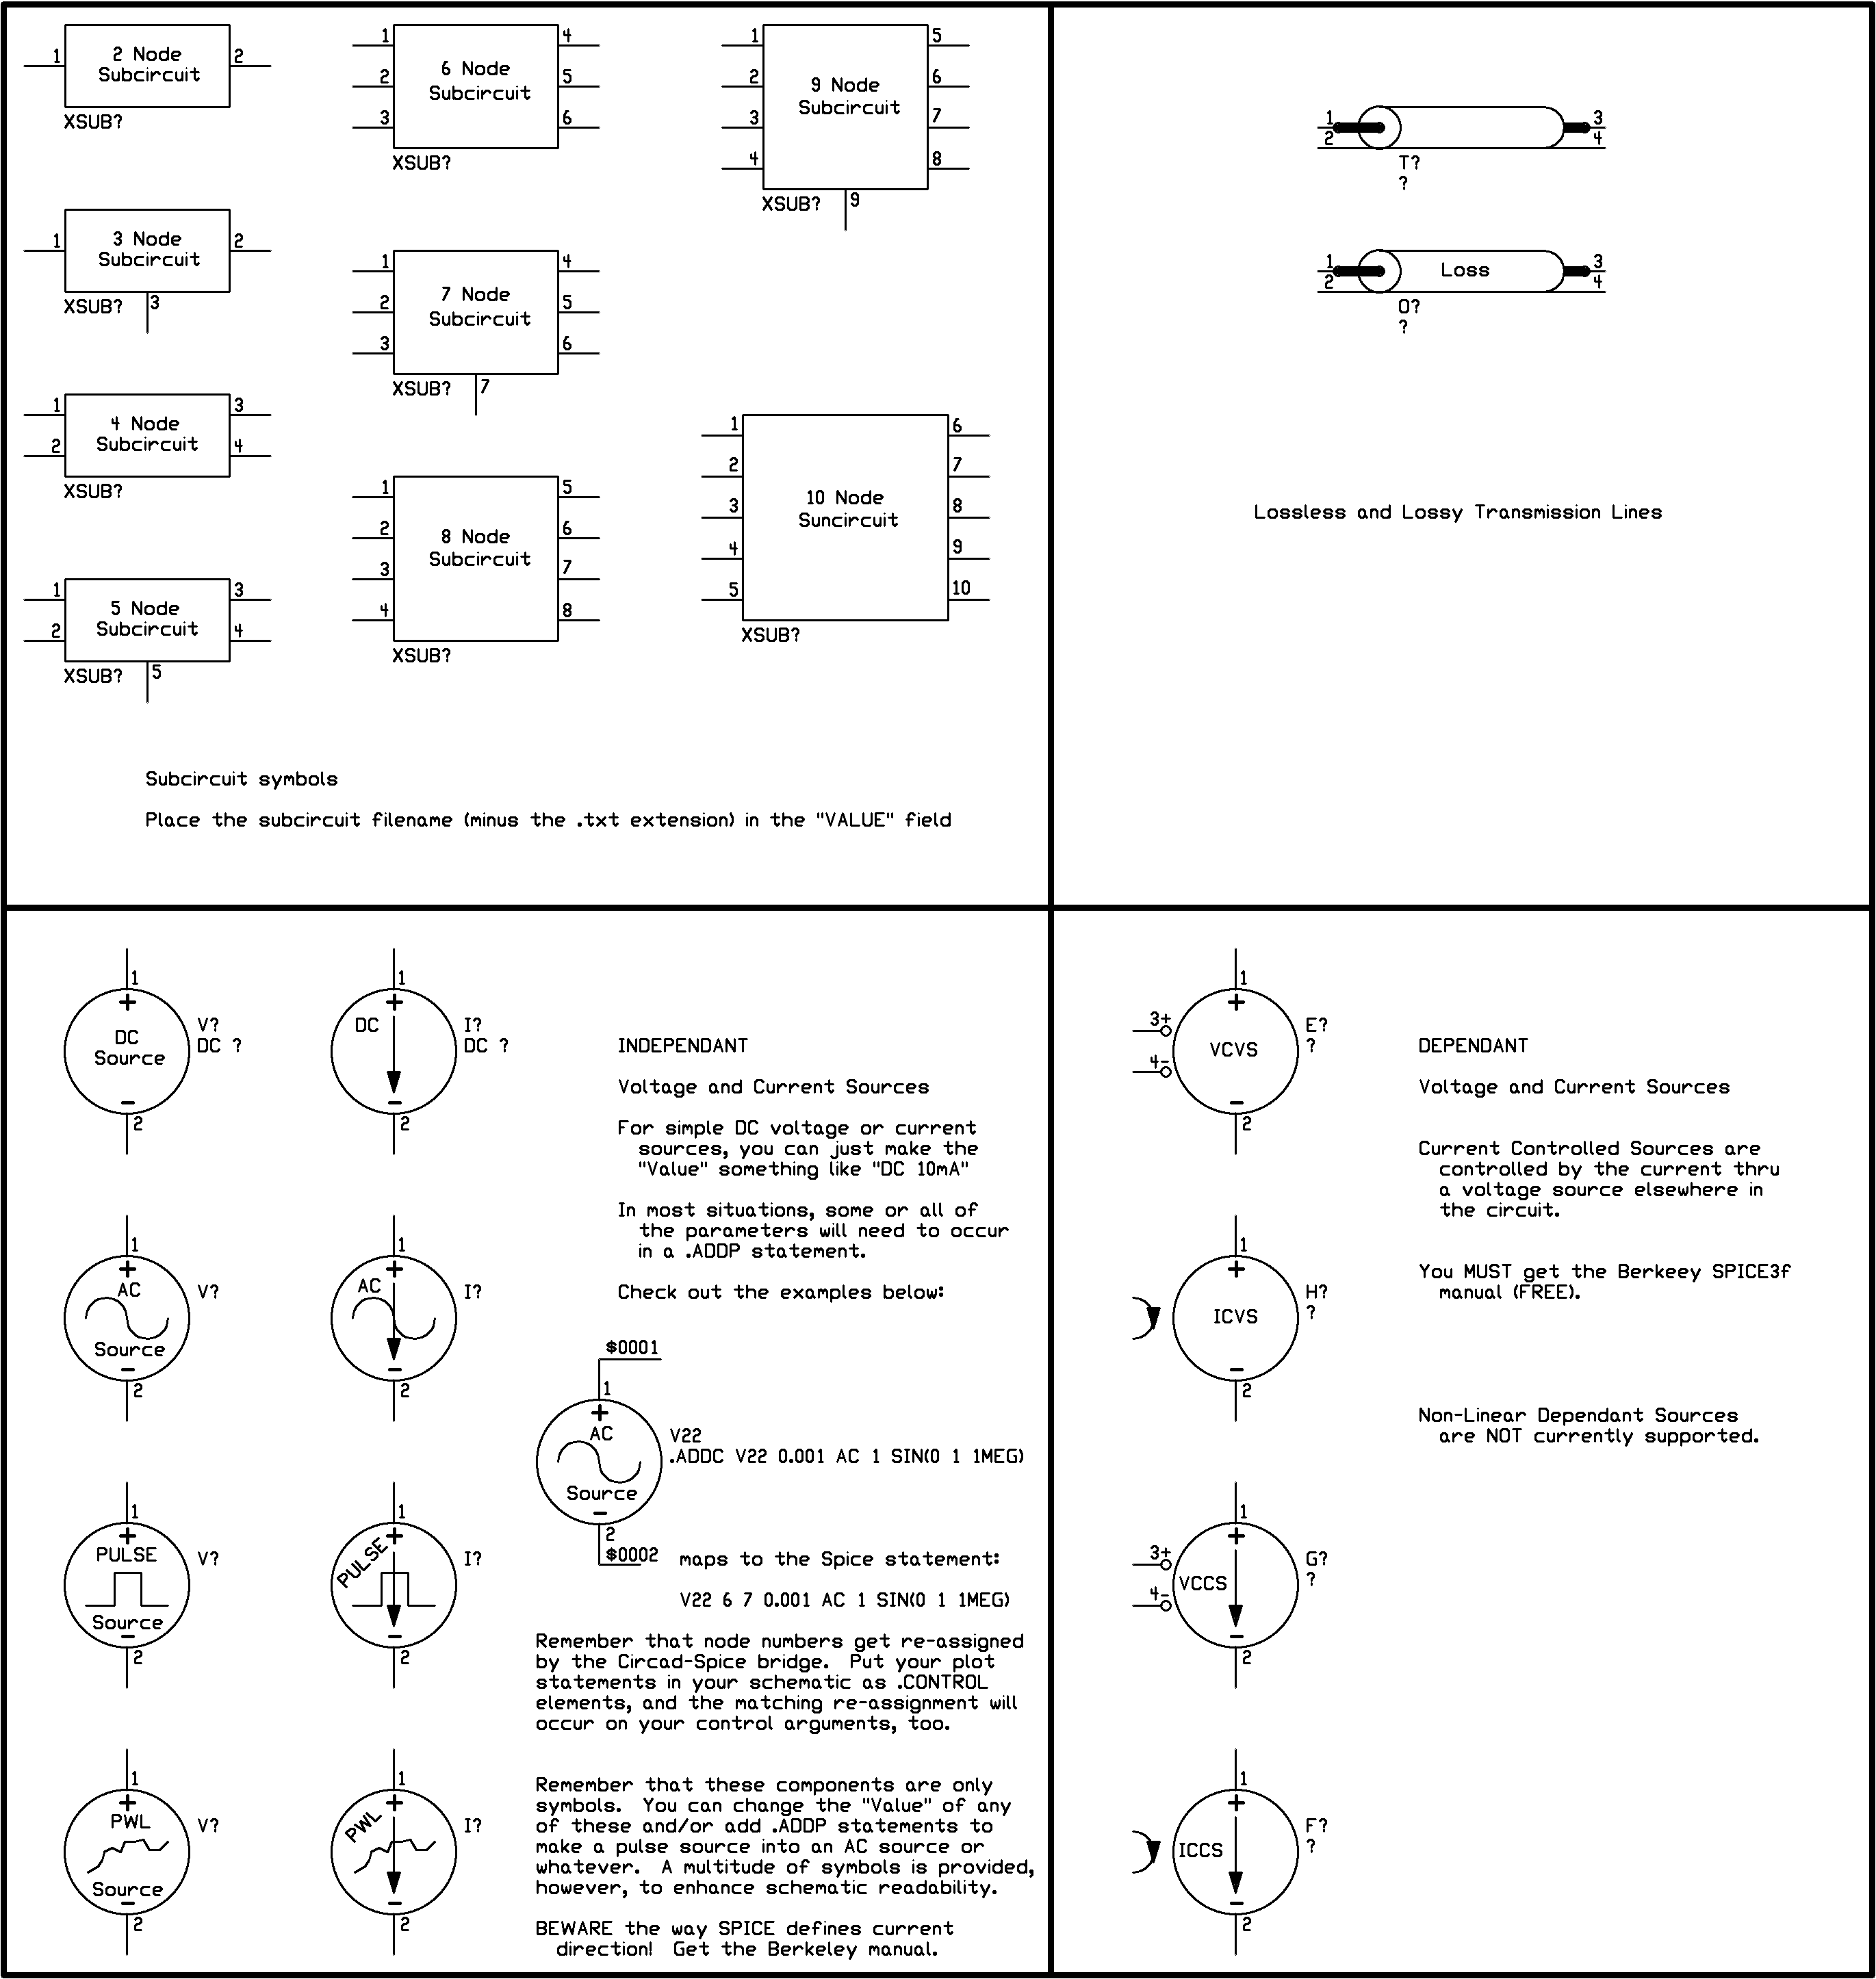 1
2 Node
Subcircuit
2
XSUB?
1
3 Node
Subcircuit
2
XSUB?
3
1
2
4 Node
Subcircuit
3
4
XSUB?
1
2
5 Node
Subcircuit
3
4
XSUB?
5
1
2
3
6 Node
Subcircuit
4
5
6
XSUB?
1
2
3
7 Node
Subcircuit
4
5
6
XSUB?
7
1
2
3
4
8 Node
Subcircuit
5
6
7
8
XSUB?
1
2
3
4
9 Node
Subcircuit
5
6
7
8
XSUB?
9
1
2
3
4
5
10 Node
Suncircuit
6
7
8
9
10
XSUB?
Subcircuit symbols
Place the subcircuit filename (minus the .txt extension) in the "VALUE" field
1
2
3
4
T?
?
1
2
Loss
3
4
O?
?
Lossless and Lossy Transmission Lines
1
+
DC
Source
-
2
V?
DC ?
1
+
DC
-
2
I?
DC ?
1
+
AC
Source
-
2
V?
1
+
AC
-
2
I?
1
+
PULSE
Source
-
2
V?
1
+
PULSE
-
2
I?
1
+
PWL
Source
-
2
V?
1
+
PWL
-
2
I?
INDEPENDANT
Voltage and Current Sources
For simple DC voltage or current
sources, you can just make the
"Value" something like "DC 10mA"
In most situations, some or all of
the parameters will need to occur
in a .ADDP statement.
Check out the examples below:
$0001
1
+
AC
Source
-
2
$0002
V22
.ADDC V22 0.001 AC 1 SIN(0 1 1MEG)
maps to the Spice statement:
V22 6 7 0.001 AC 1 SIN(0 1 1MEG)
Remember that node numbers get re-assigned
by the Circad-Spice bridge. Put your plot
statements in your schematic as .CONTROL
elements, and the matching re-assignment will
occur on your control arguments, too.
Remember that these components are only
symbols. You can change the "Value" of any
of these and/or add .ADDP statements to
make a pulse source into an AC source or
whatever. A multitude of symbols is provided,
however, to enhance schematic readability.
BEWARE the way SPICE defines current
direction! Get the Berkeley manual.
1
+
3+
4-
VCVS
-
2
E?
?
1
+
ICVS
-
2
H?
?
1
+
3+
4-
VCCS
-
2
G?
?
1
+
ICCS
-
2
F?
?
DEPENDANT
Voltage and Current Sources
Current Controlled Sources are
controlled by the current thru
a voltage source elsewhere in
the circuit.
You MUST get the Berkeey SPICE3f
manual (FREE).
Non-Linear Dependant Sources
are NOT currently supported.